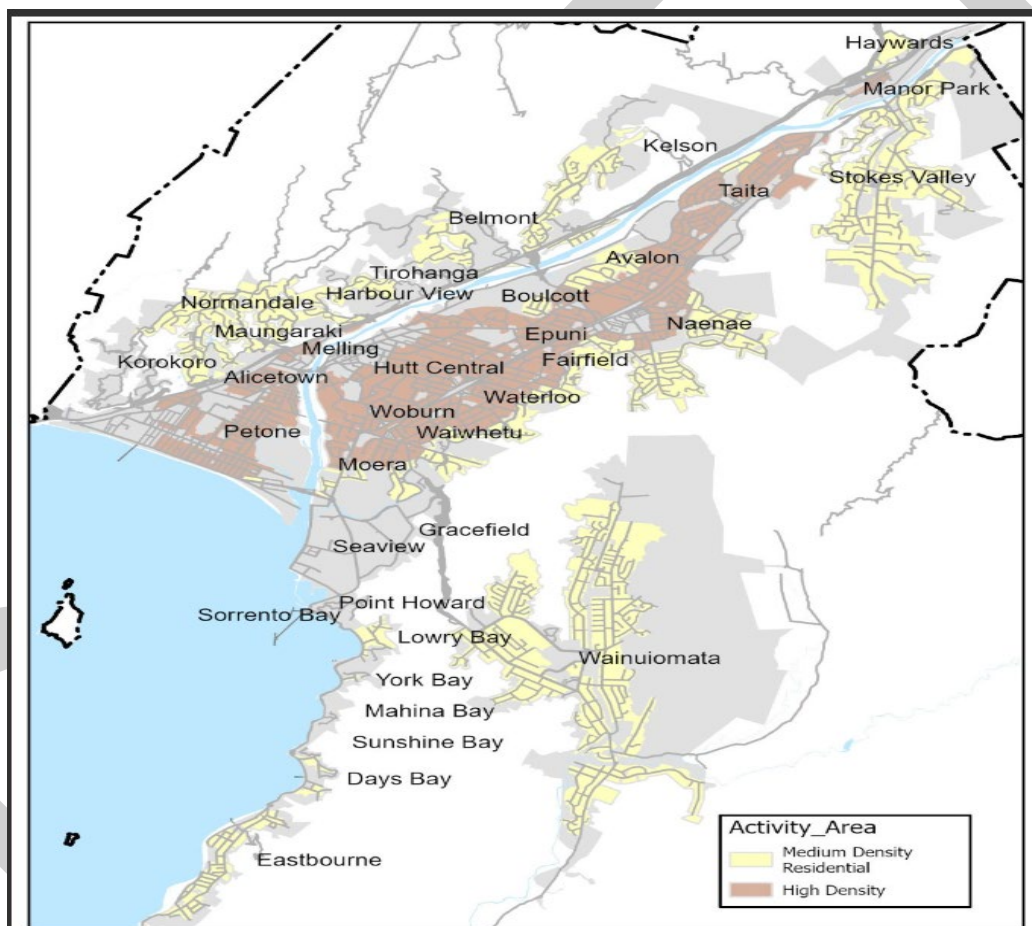 Haywards
Manor Park
Kelson
Stokes Valley
Taita
Belmont
Avalon
Tirohanga
Harbour View
Boulcott
Normandale
Naenae
Maungaraki
Epuni
Melling
Fairfield
Korokoro
Hutt Central
Alicetown
Waterloo
Woburn
Petone
Waiwhetu
Moera
Gracefield
Seaview
Point Howard
Sorrento Bay
Lowry Bay
Wainuiomata
York Bay
Mahina Bay
Sunshine Bay
Days Bay
Eastbourne
Activity_Area
Medium Density
Residential
High Density